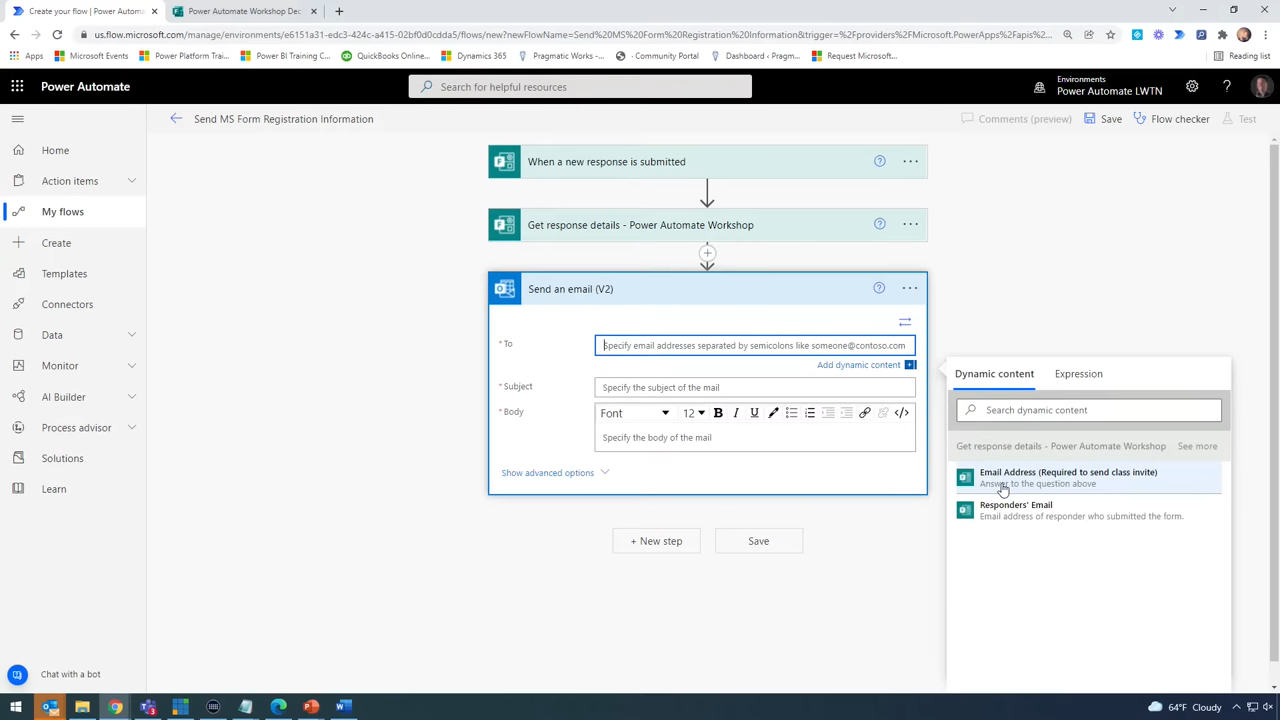 Create your flow | Power Automa
Power Automate Workshop Dec
us.flow.microsoft.com/manage/environments/e6151a31-edc3-424c-a415-02bf0d0cdda5/flows/new?newFlowName=Send%20MS%20Form%20Registration%20Information&trigger=%2Fproviders%2FMicrosoft.PowerApps%2Fapis%2...
Apps
Microsoft Events
Power Platform Trai...
Power BI Training C...
QuickBooks Online...
Dynamics 365
Pragmatic Works -...
· Community Portal
Dashboard ‹ Pragm...
Request Microsoft...
Reading list
Power Automate
Search for helpful resources
Environments
Power Automate LWTN
Send MS Form Registration Information
Comments (preview)
Save
Flow checker
Test
Home
Action items
My flows
Create
Templates
Connectors
Data
Monitor
AI Builder
Process advisor
Solutions
Learn
Chat with a bot
When a new response is submitted
Get response details - Power Automate Workshop
Send an email (V2)
* To
Specify email addresses separated by semicolons like someone@contoso.com
Add dynamic content
* Subject
Specify the subject of the mail
* Body
Font
12
B
I
U
</>
Specify the body of the mail
Show advanced options
+ New step
Save
Dynamic content
Expression
Search dynamic content
Get response details - Power Automate Workshop
See more
Email Address (Required to send class invite)
Answer to the question above
Responders' Email
Email address of responder who submitted the form.
64°F Cloudy